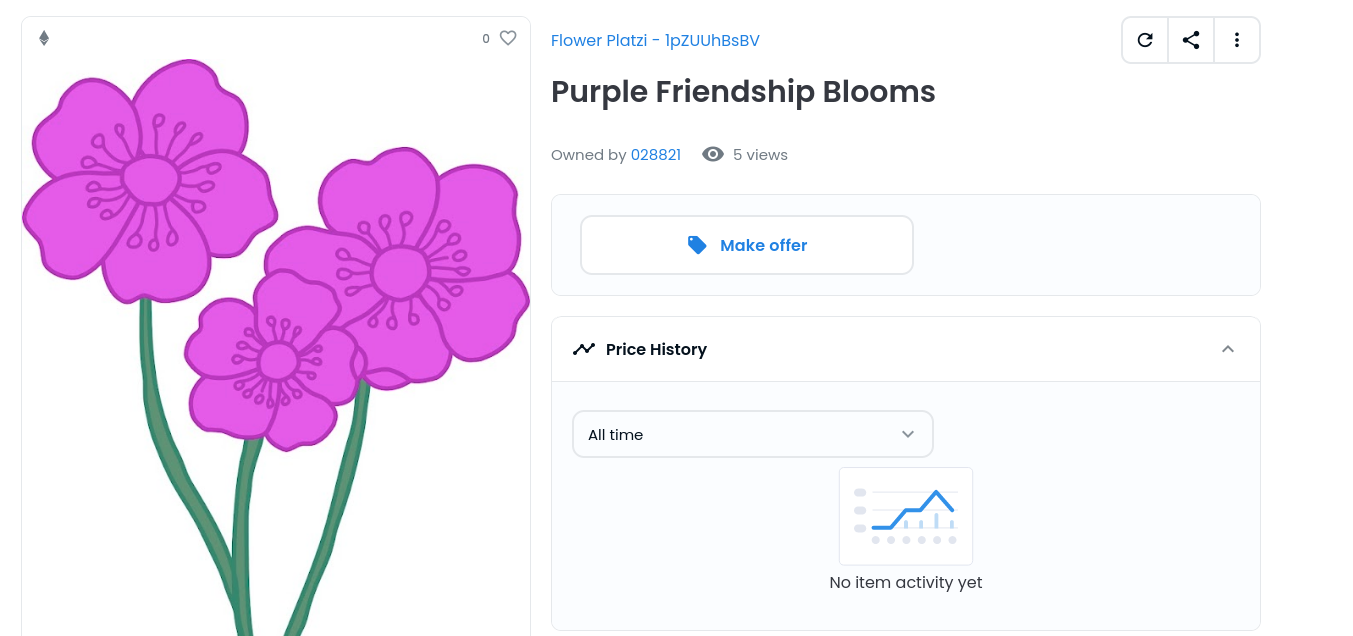 0
Flower Platzi - 1pZUUhBsBV
Purple Friendship Blooms
Owned by 028821 5 views
Make offer
Price History
All time
No item activity yet